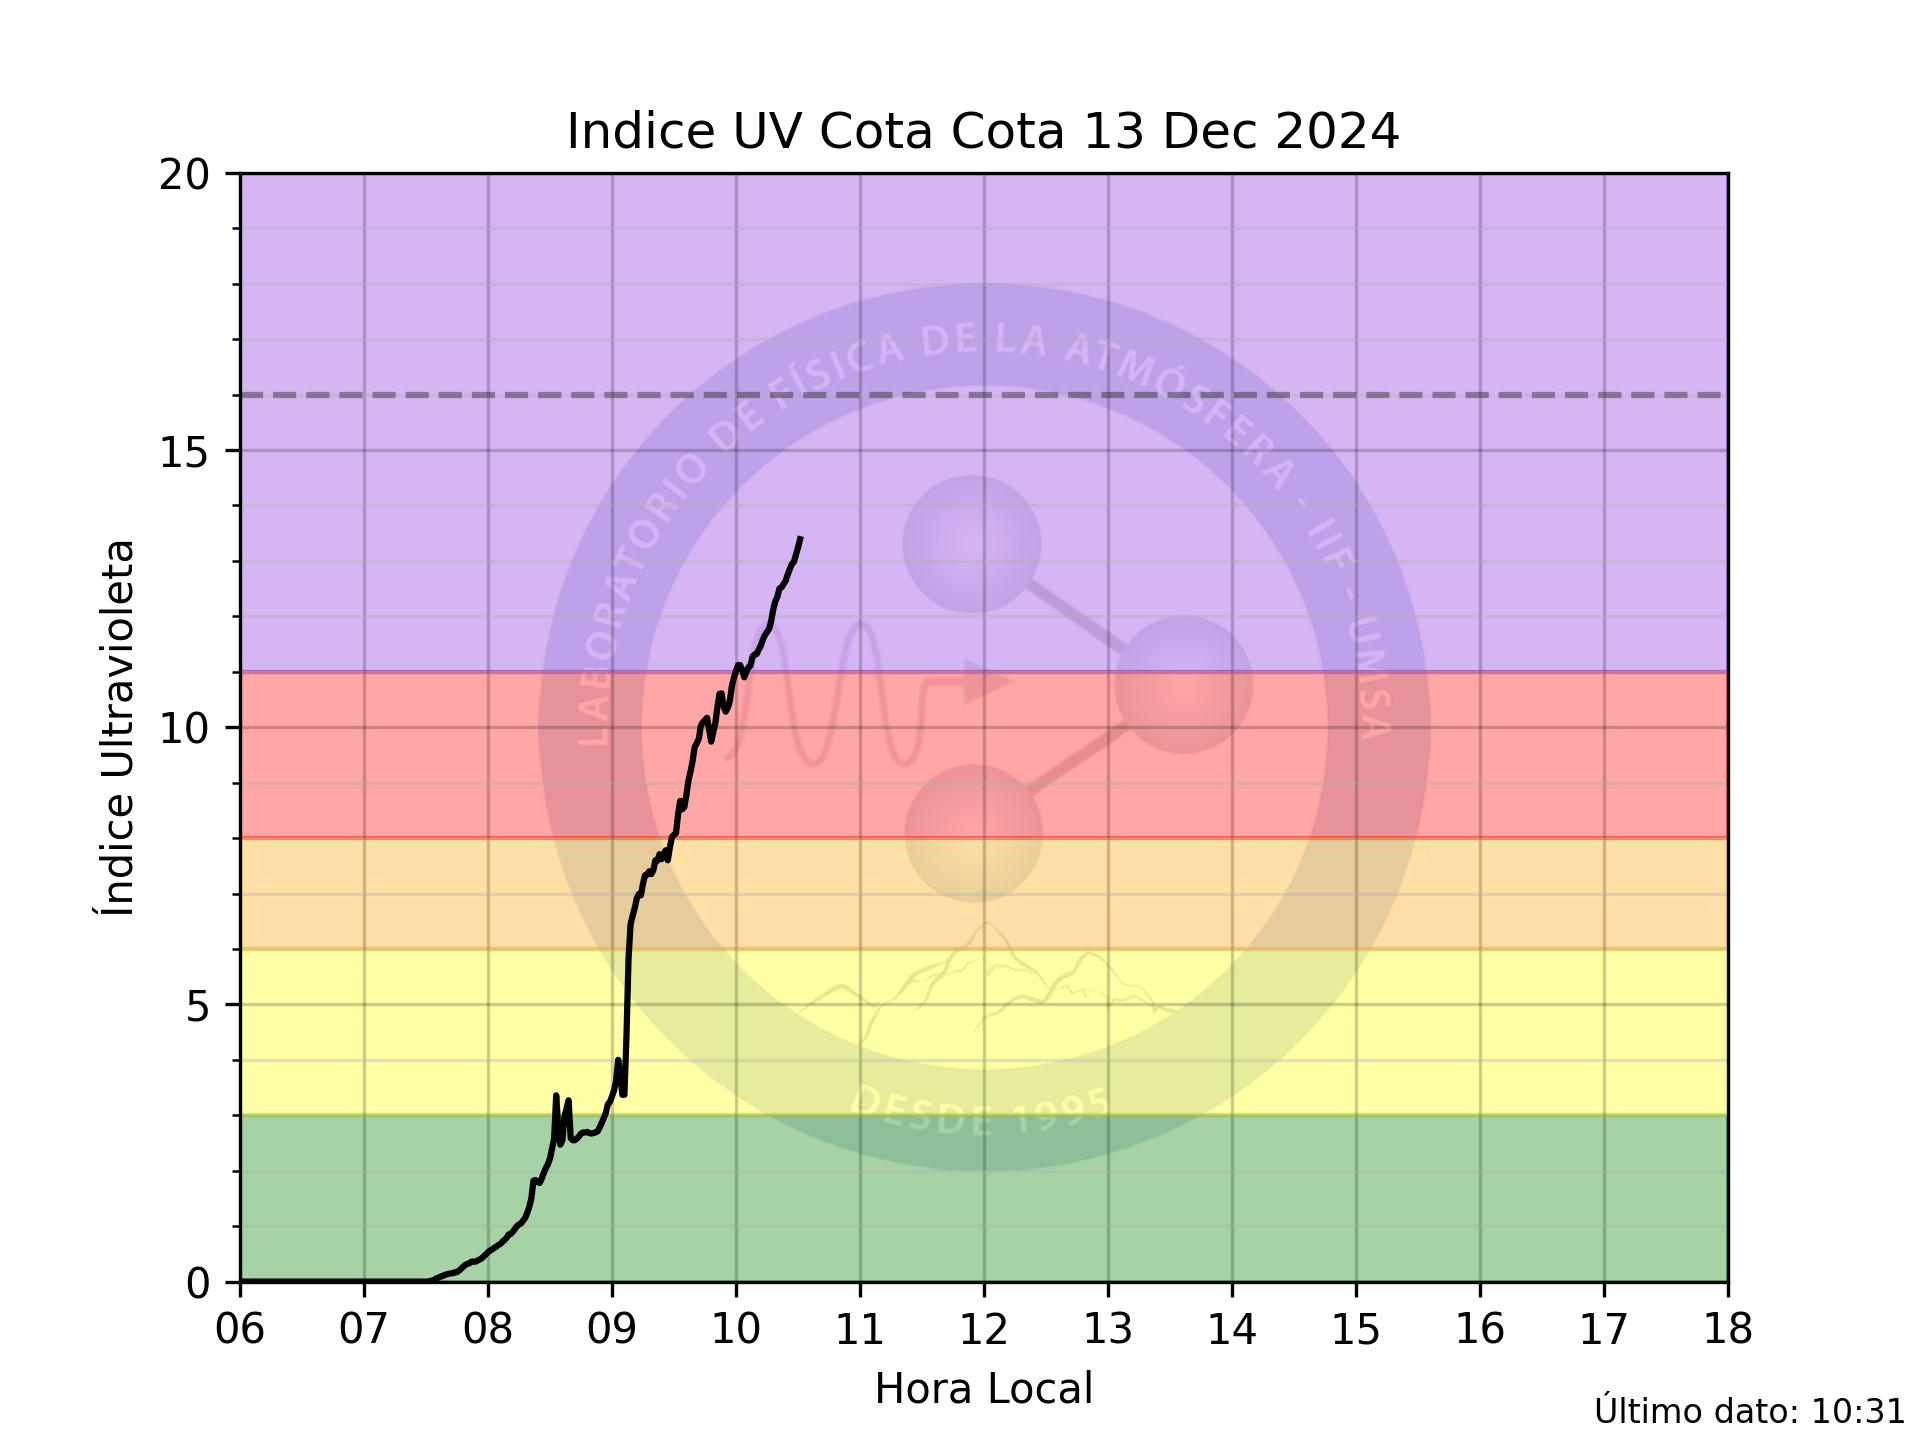 Indice UV Cota Cota 13 Dec 2024
20
15
10
5
0
Índice Ultravioleta
LABORATORIO DE FÍSICA DE LA ATMÓSFERA - IIF - UMSA
DESDE 1995
06 07 08 09 10 11 12 13 14 15 16 17 18
Hora Local
Último dato: 10:31